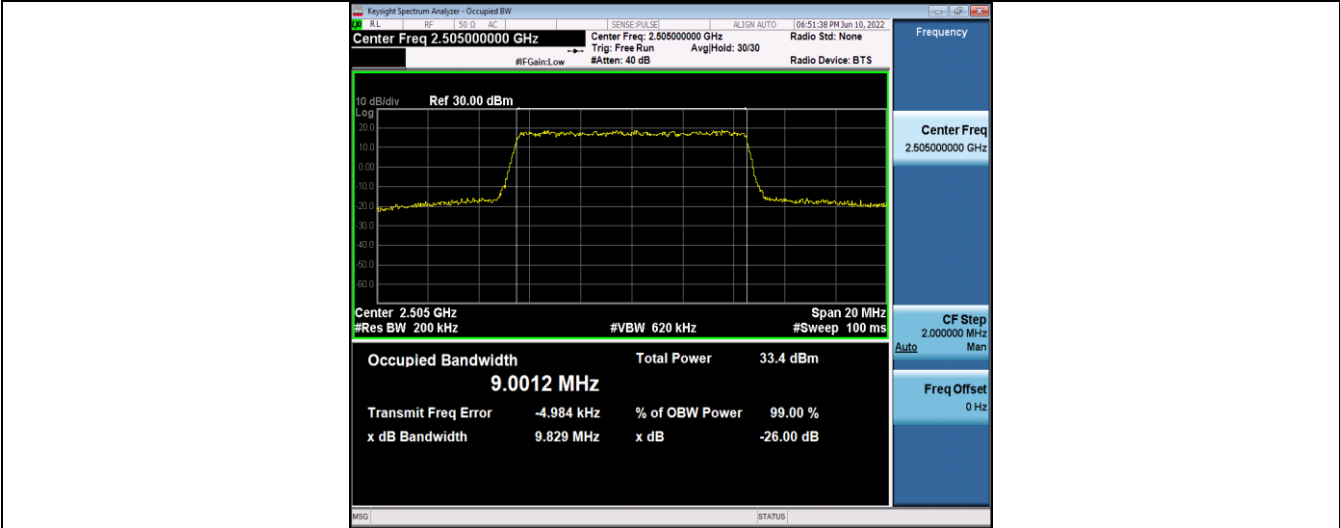 Keysight Spectrum Analyzer - Occupied BW
RL RF 50 Ω AC SENSE:PULSE ALIGN AUTO 06:51:38 PM Jun 10, 2022
Center Freq 2.505000000 GHz Center Freq: 2.505000000 GHz Radio Std: None
Trig: Free Run Avg|Hold: 30/30
#IFGain:Low #Atten: 40 dB Radio Device: BTS
10 dB/div Ref 30.00 dBm
Log
20.0
10.0
0.00
-10.0
-20.0
-30.0
-40.0
-50.0
-60.0
Center 2.505 GHz Span 20 MHz
#Res BW 200 kHz #VBW 620 kHz #Sweep 100 ms
Occupied Bandwidth Total Power 33.4 dBm
9.0012 MHz
Transmit Freq Error -4.984 kHz % of OBW Power 99.00 %
x dB Bandwidth 9.829 MHz x dB -26.00 dB
MSG STATUS
Frequency
Center Freq
2.505000000 GHz
CF Step
2.000000 MHz
Auto Man
Freq Offset
0 Hz